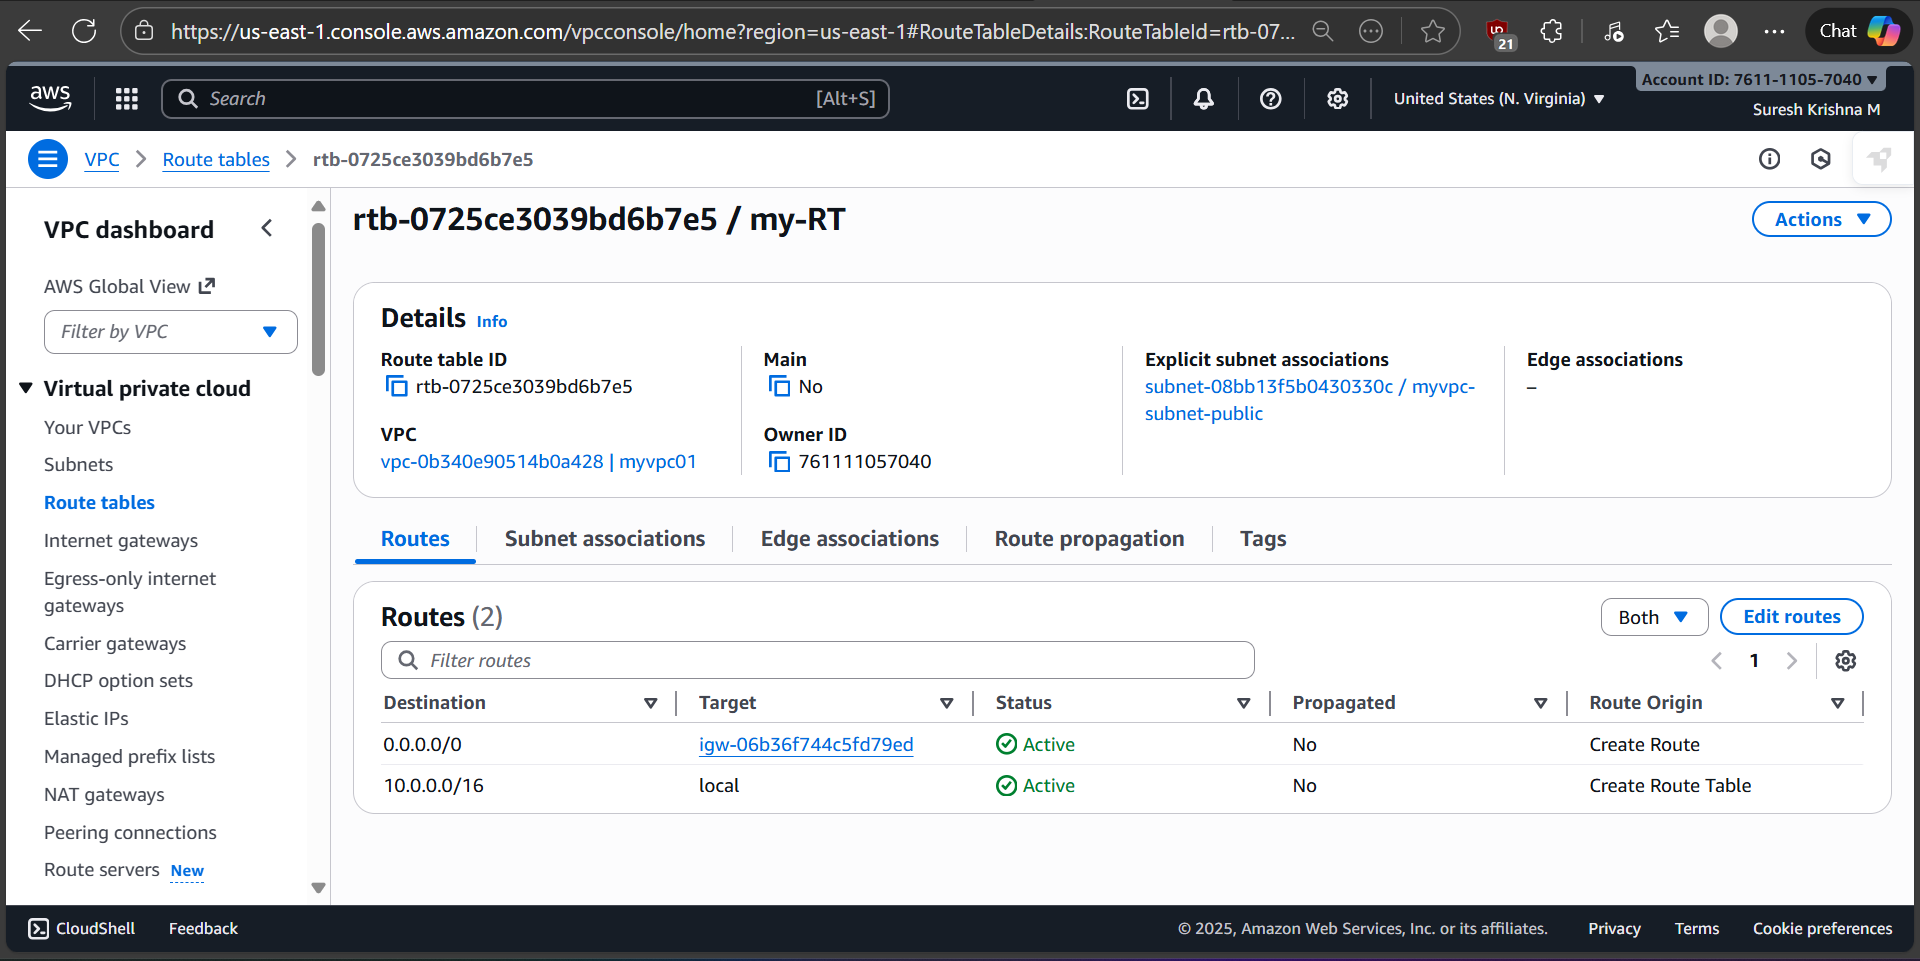 https://us-east-1.console.aws.amazon.com/vpcconsole/home?region=us-east-1#RouteTableDetails:RouteTableId=rtb-07...
21
Chat
aws
Search
[Alt+S]
United States (N. Virginia)
Account ID: 7611-1105-7040
Suresh Krishna M
VPC
Route tables
rtb-0725ce3039bd6b7e5
VPC dashboard
AWS Global View
Filter by VPC
Virtual private cloud
Your VPCs
Subnets
Route tables
Internet gateways
Egress-only internet
gateways
Carrier gateways
DHCP option sets
Elastic IPs
Managed prefix lists
NAT gateways
Peering connections
Route servers New
rtb-0725ce3039bd6b7e5 / my-RT
Actions
Details Info
Route table ID
rtb-0725ce3039bd6b7e5
Main
No
Explicit subnet associations
subnet-08bb13f5b0430330c / myvpc-
subnet-public
Edge associations
–
VPC
vpc-0b340e90514b0a428 | myvpc01
Owner ID
761111057040
Routes
Subnet associations
Edge associations
Route propagation
Tags
Routes (2)
Both
Edit routes
Filter routes
1
Destination Target Status Propagated Route Origin
0.0.0.0/0 igw-06b36f744c5fd79ed Active No Create Route
10.0.0.0/16 local Active No Create Route Table
CloudShell
Feedback
© 2025, Amazon Web Services, Inc. or its affiliates.
Privacy
Terms
Cookie preferences